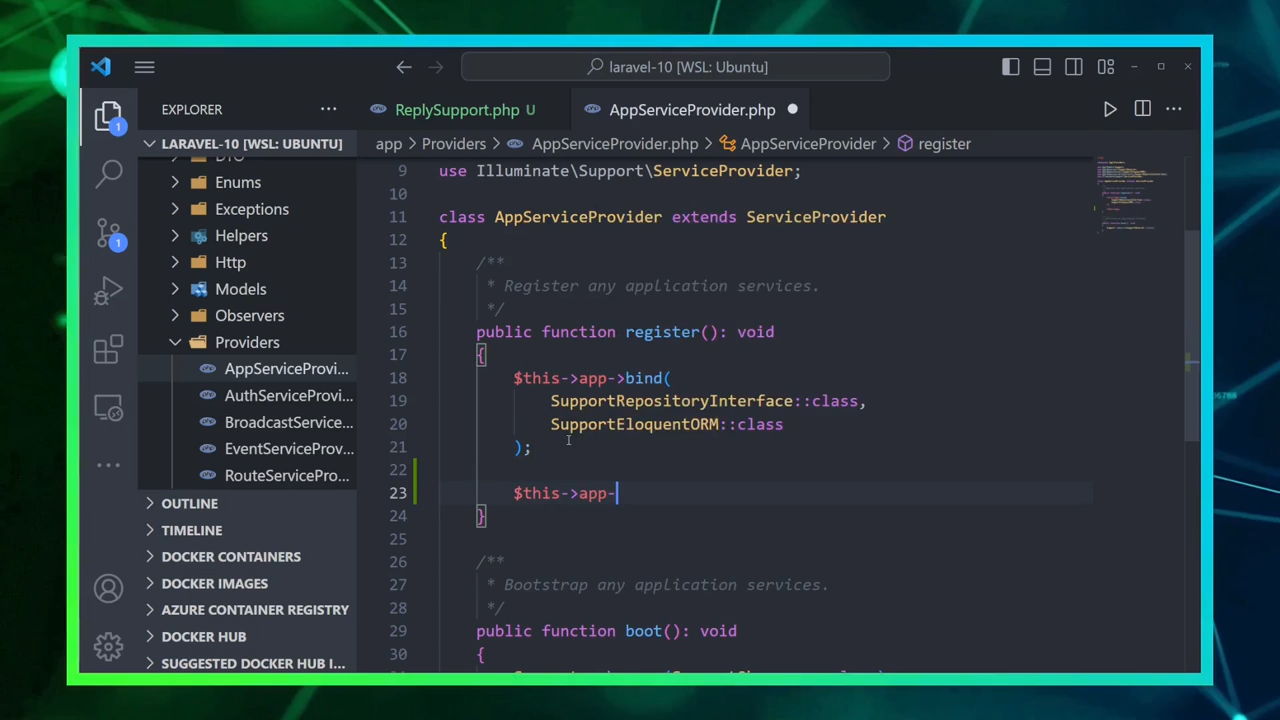 laravel-10 [WSL: Ubuntu]
EXPLORER
ReplySupport.php U
AppServiceProvider.php
LARAVEL-10 [WSL: UBUNTU]
app > Providers > AppServiceProvider.php > AppServiceProvider > register
DTO
Enums
Exceptions
Helpers
Http
Models
Observers
Providers
AppServiceProvi...
AuthServiceProvi...
BroadcastService...
EventServiceProv...
RouteServicePro...
OUTLINE
TIMELINE
DOCKER CONTAINERS
DOCKER IMAGES
AZURE CONTAINER REGISTRY
DOCKER HUB
SUGGESTED DOCKER HUB I...
1
1
9 use Illuminate\Support\ServiceProvider;
10
11 class AppServiceProvider extends ServiceProvider
12 {
13 /**
14 * Register any application services.
15 */
16 public function register(): void
17 {
18 $this->app->bind(
19 SupportRepositoryInterface::class,
20 SupportEloquentORM::class
21 );
22
23 $this->app-
24 }
25
26 /**
27 * Bootstrap any application services.
28 */
29 public function boot(): void
30 {